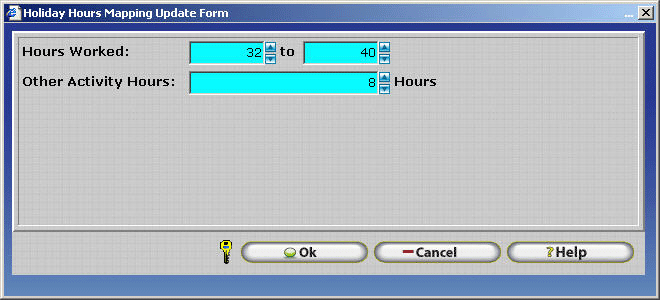 Holiday Hours Mapping Update Form ...
Hours Worked: 32 to 40
Other Activity Hours: 8 Hours
Ok Cancel ? Help